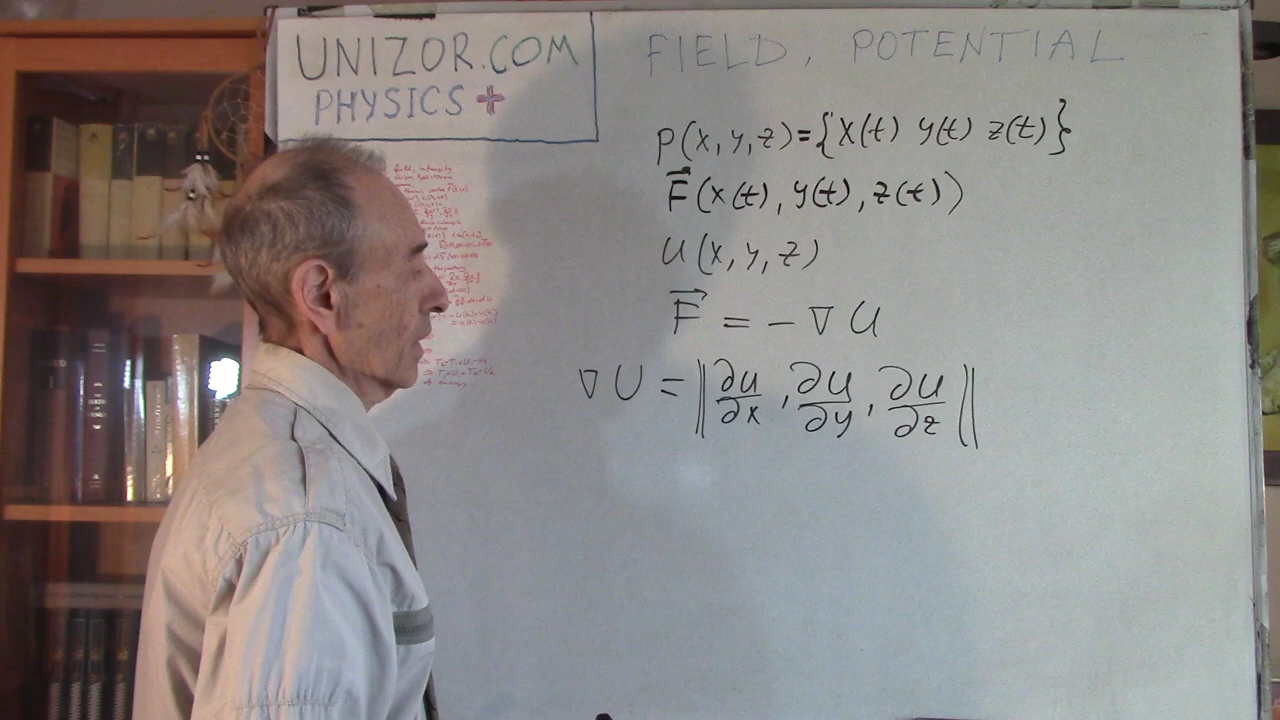 UNIZOR.COM
PHYSICS+
FIELD, POTENTIAL
P(x, y, z)={x(t) y(t) z(t)}
F⃗(x(t), y(t), z(t))
U(x, y, z)
F⃗ = -∇U
∇U = ||∂U/∂x, ∂U/∂y, ∂U/∂z||